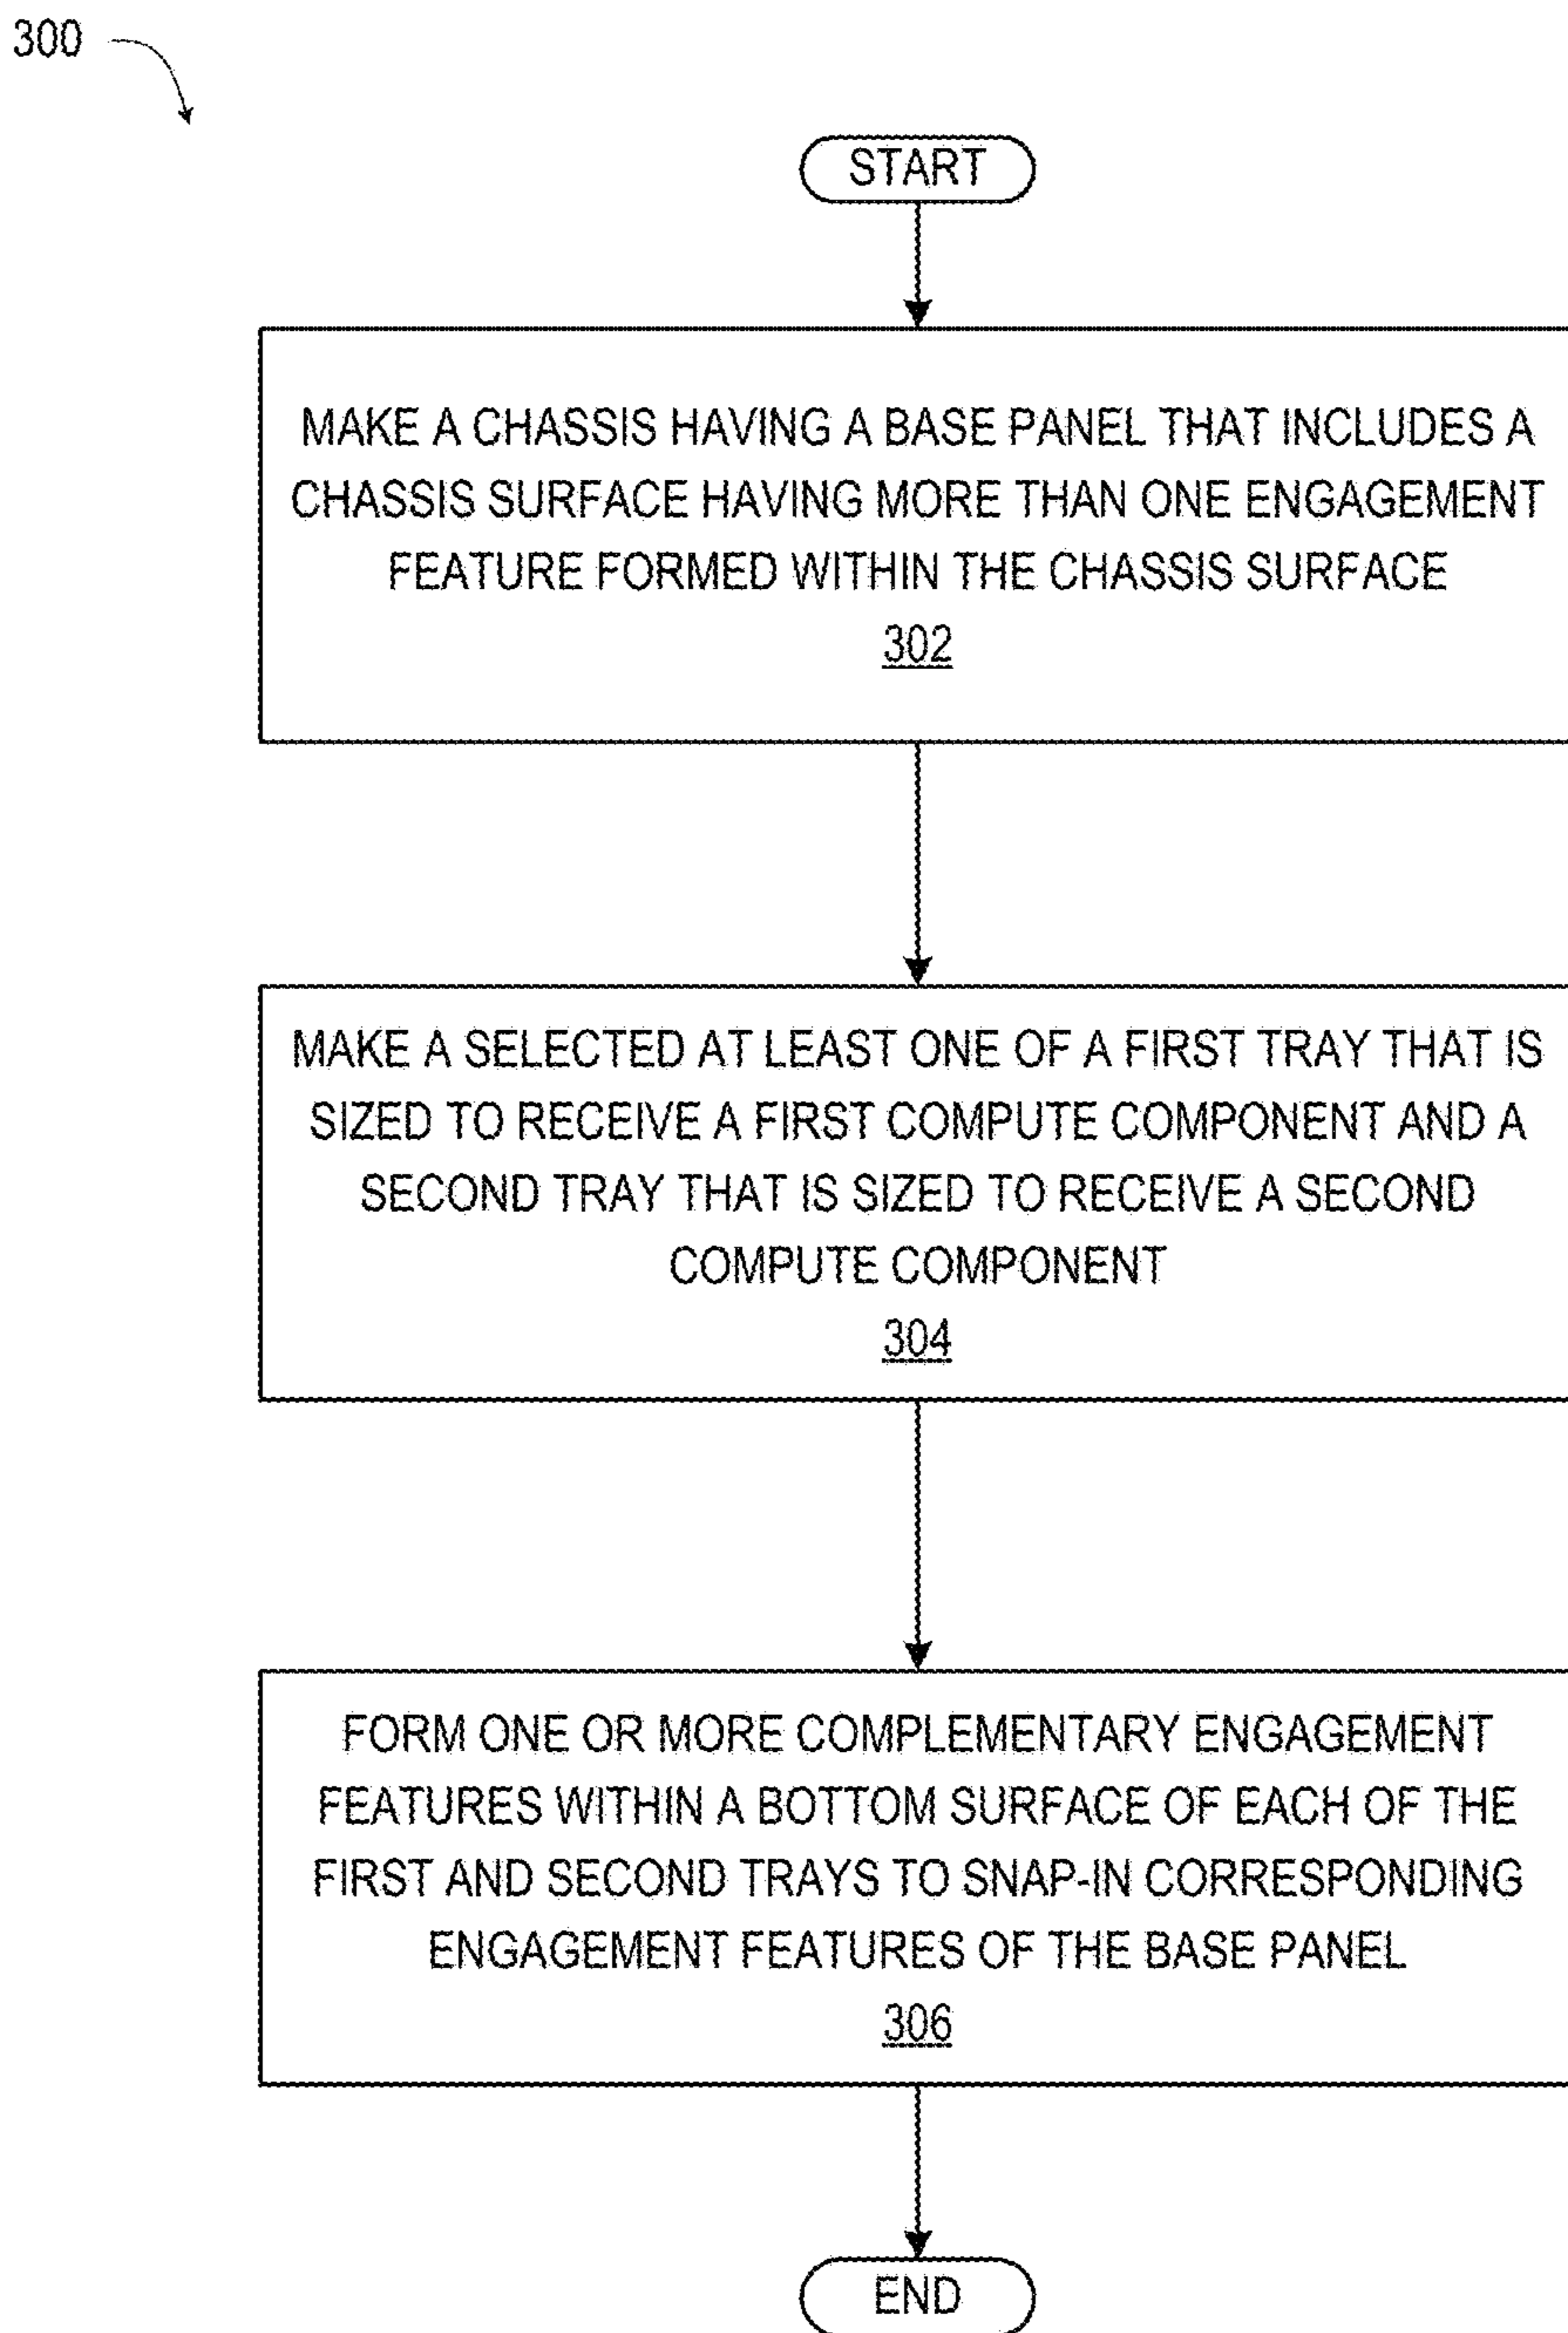 300
START
MAKE A CHASSIS HAVING A BASE PANEL THAT INCLUDES A
CHASSIS SURFACE HAVING MORE THAN ONE ENGAGEMENT
FEATURE FORMED WITHIN THE CHASSIS SURFACE
302
MAKE A SELECTED AT LEAST ONE OF A FIRST TRAY THAT IS
SIZED TO RECEIVE A FIRST COMPUTE COMPONENT AND A
SECOND TRAY THAT IS SIZED TO RECEIVE A SECOND
COMPUTE COMPONENT
304
FORM ONE OR MORE COMPLEMENTARY ENGAGEMENT
FEATURES WITHIN A BOTTOM SURFACE OF EACH OF THE
FIRST AND SECOND TRAYS TO SNAP-IN CORRESPONDING
ENGAGEMENT FEATURES OF THE BASE PANEL
306
END